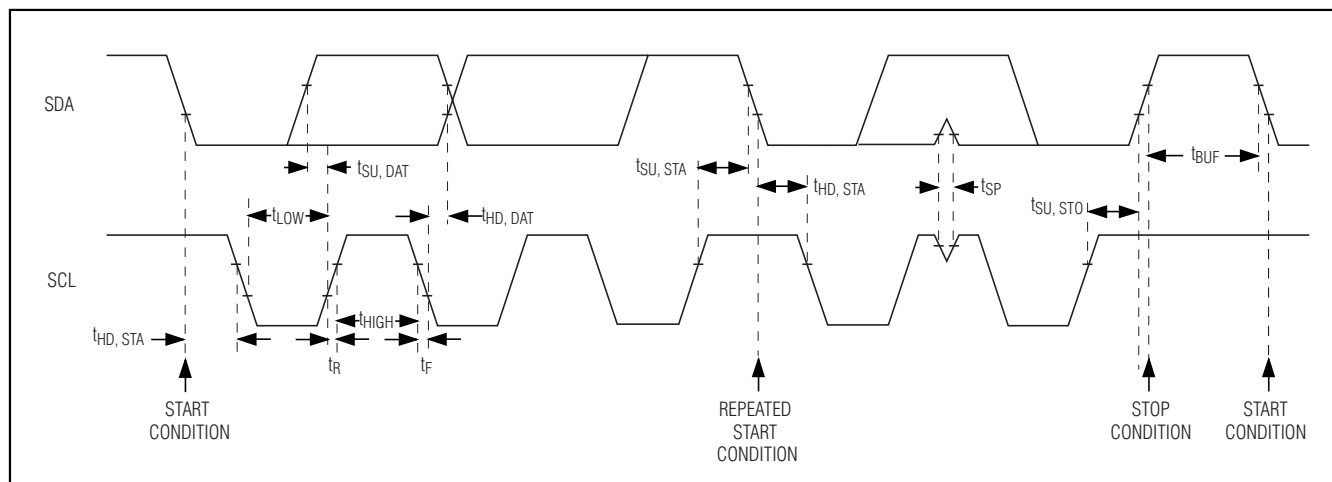 SDA
tSU, DAT
tSU, STA
tHD, STA
tSP
tBUF
tLOW
tHD, DAT
tSU, STO
SCL
tHIGH
tHD, STA
tR
tF
START
CONDITION
REPEATED
START
CONDITION
STOP
CONDITION
START
CONDITION